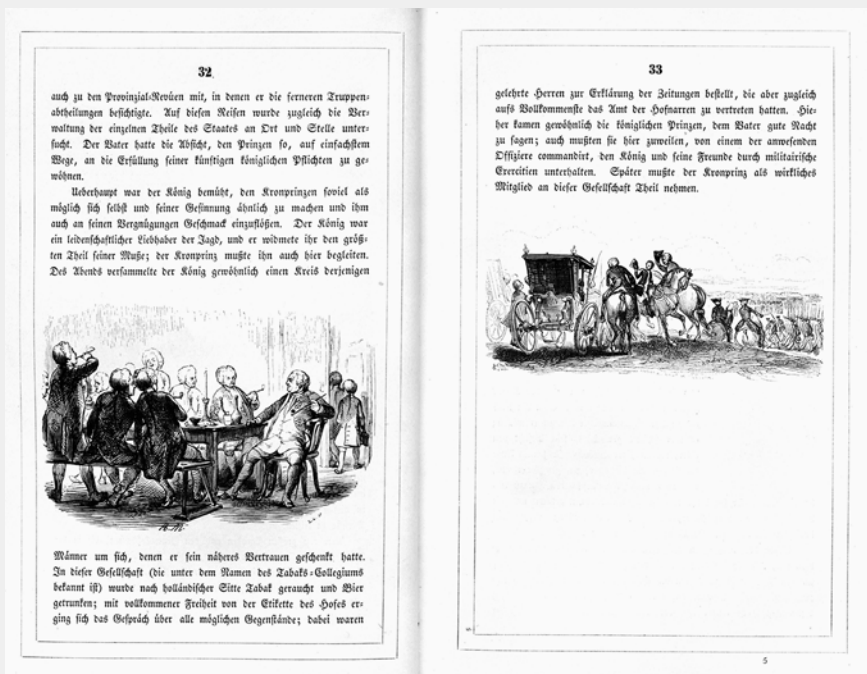 32
auch zu den Provinzial-Revüen mit, in denen er die ferneren Truppen-
abtheilungen besichtigte. Auf diesen Reisen wurde zugleich die Ver-
waltung der einzelnen Theile des Staates an Ort und Stelle unter-
sucht. Der Vater hatte die Absicht, den Prinzen so, auf einfachstem
Wege, an die Erfüllung seiner künftigen königlichen Pflichten zu ge-
wöhnen.
Ueberhaupt war der König bemüht, den Kronprinzen soviel als
möglich sich selbst und seiner Gesinnung ähnlich zu machen und ihm
auch an seinen Vergnügungen Geschmack einzuflößen. Der König war
ein leidenschaftlicher Liebhaber der Jagd, und er widmete ihr den größ-
ten Theil seiner Muße; der Kronprinz mußte ihn auch hier begleiten.
Des Abends versammelte der König gewöhnlich einen Kreis derjenigen
Männer um sich, denen er sein näheres Vertrauen geschenkt hatte.
In dieser Gesellschaft (die unter dem Namen des Tabaks-Collegiums
bekannt ist) wurde nach holländischer Sitte Tabak geraucht und Bier
getrunken; mit vollkommener Freiheit von der Etikette des Hofes er-
ging sich das Gespräch über alle möglichen Gegenstände; dabei waren
33
gelehrte Herren zur Erklärung der Zeitungen bestellt, die aber zugleich
aufs Vollkommenste das Amt der Hofnarren zu vertreten hatten. Hie-
her kamen gewöhnlich die königlichen Prinzen, dem Vater gute Nacht
zu sagen; auch mußten sie hier zuweilen, von einem der anwesenden
Offiziere commandirt, den König und seine Freunde durch militairische
Exercitien unterhalten. Später mußte der Kronprinz als wirkliches
Mitglied an dieser Gesellschaft Theil nehmen.
5